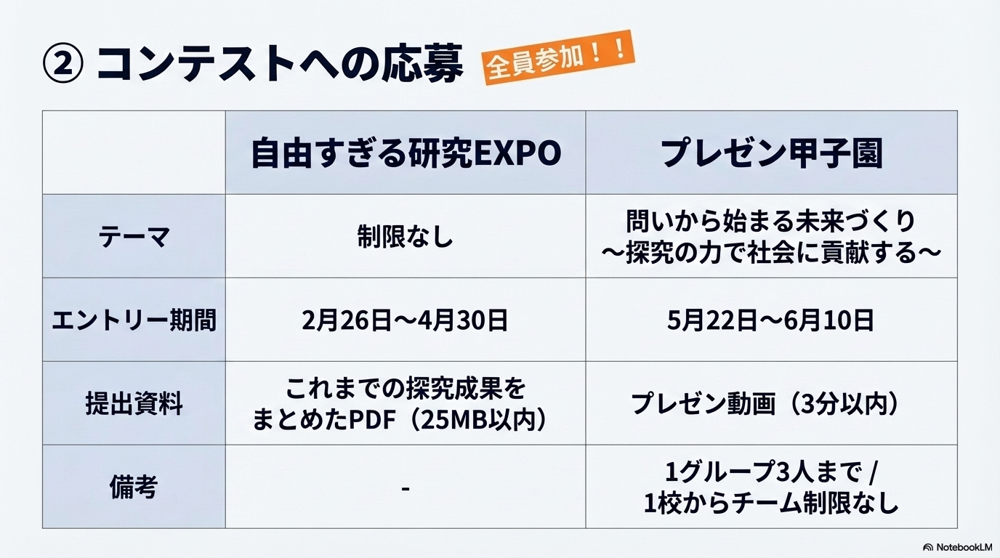 ② コンテストへの応募
全員参加！！
自由すぎる研究EXPO
プレゼン甲子園
テーマ
制限なし
問いから始まる未来づくり
～探究の力で社会に貢献する～
エントリー期間
2月26日～4月30日
5月22日～6月10日
提出資料
これまでの探究成果を
まとめたPDF（25MB以内）
プレゼン動画（3分以内）
備考
-
1グループ3人まで /
1校からチーム制限なし
NotebookLM